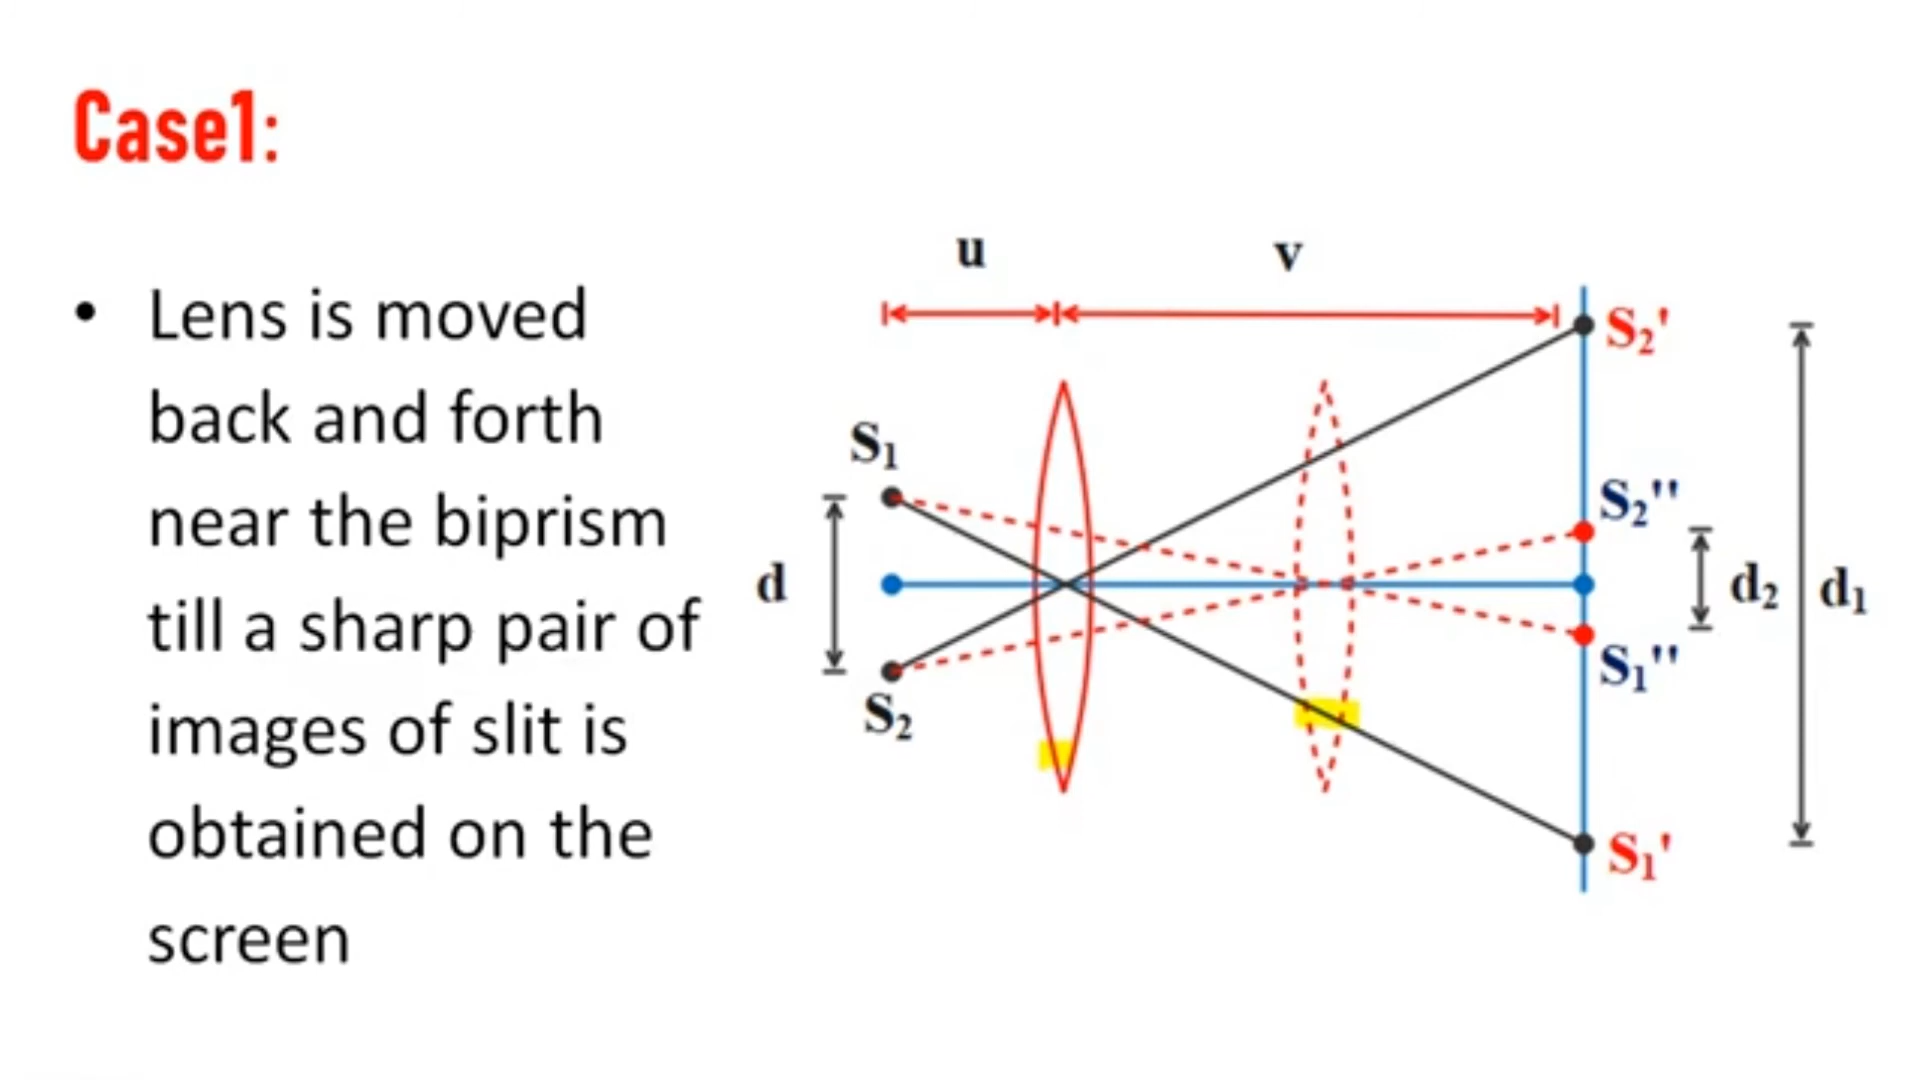 Case1:
• Lens is moved
back and forth
near the biprism
till a sharp pair of
images of slit is
obtained on the
screen
u
v
S₂'
S₁
S₂''
d
d₂
d₁
S₁''
S₂
S₁'